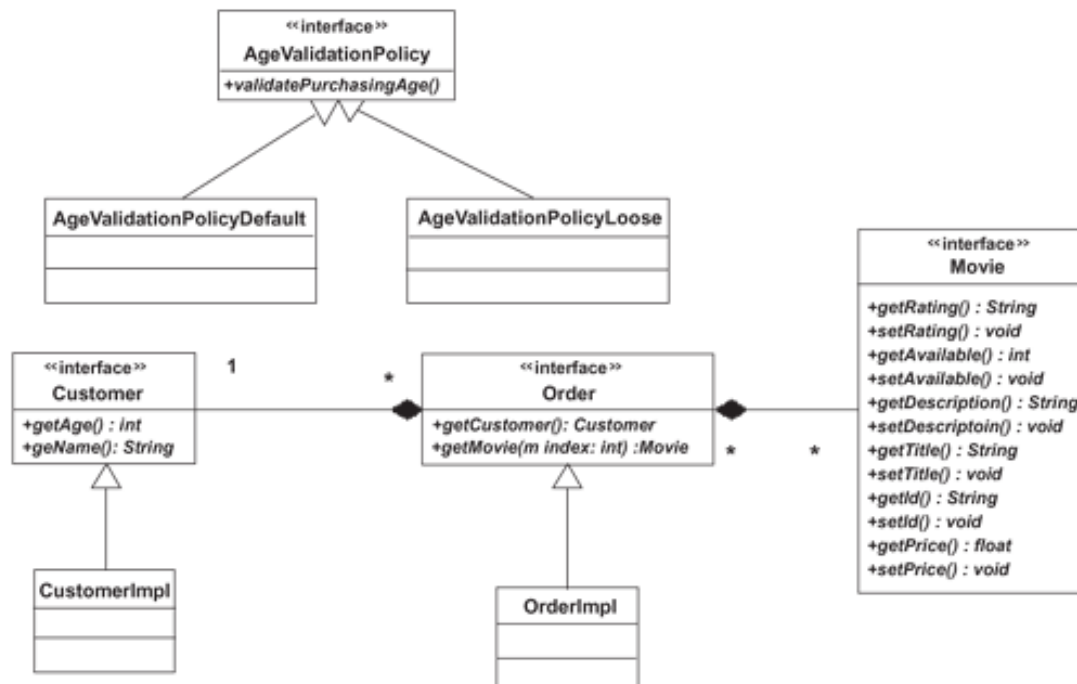 «interface»
AgeValidationPolicy
+validatePurchasingAge()
AgeValidationPolicyDefault
AgeValidationPolicyLoose
«interface»
Movie
+getRating() : String
+setRating() : void
+getAvailable() : int
+setAvailable() : void
+getDescription() : String
+setDescriptoin() : void
+getTitle() : String
+setTitle() : void
+getId() : String
+setId() : void
+getPrice() : float
+setPrice() : void
«interface»
Customer
+getAge() : int
+geName(): String
1
*
«interface»
Order
+getCustomer(): Customer
+getMovie(m index: int) :Movie
*
*
CustomerImpl
OrderImpl